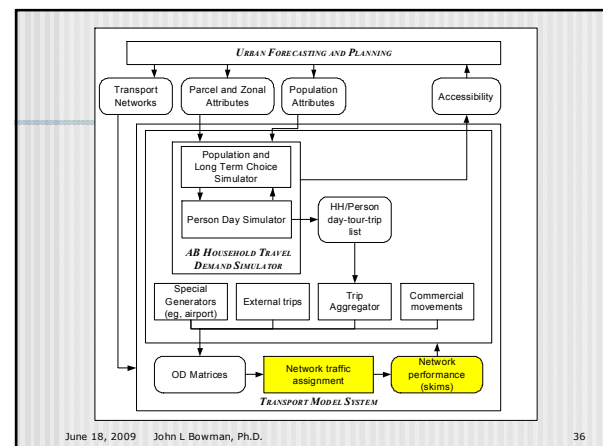 URBAN FORECASTING AND PLANNING
Transport
Networks
Parcel and Zonal
Attributes
Population
Attributes
Accessibility
Population and
Long Term Choice
Simulator
Person Day Simulator
HH/Person
day-tour-trip
list
AB HOUSEHOLD TRAVEL
DEMAND SIMULATOR
Special
Generators
(eg, airport)
External trips
Trip
Aggregator
Commercial
movements
OD Matrices
Network traffic
assignment
Network
performance
(skims)
TRANSPORT MODEL SYSTEM
June 18, 2009 John L Bowman, Ph.D. 36